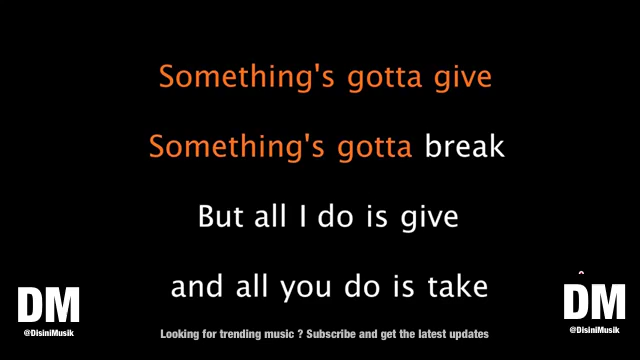 Something's gotta give
Something's gotta break
But all I do is give
and all you do is take
DM
@DisiniMusik
DM
@DisiniMusik
Looking for trending music ? Subscribe and get the latest updates